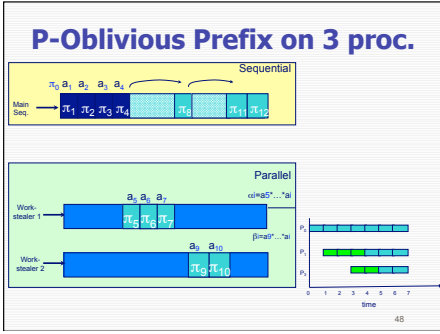 P-Oblivious Prefix on 3 proc.
Sequential
π0 a1 a2 a3 a4
Main Seq.
π1 π2 π3 π4 π8 π11 π12
Parallel
a5 a6 a7
αi=a5*…*ai
Work-stealer 1
π5 π6 π7
βi=a9*…*ai
a9 a10
Work-stealer 2
π9 π10
P1
P3
0 1 2 3 4 5 6 7
time
48